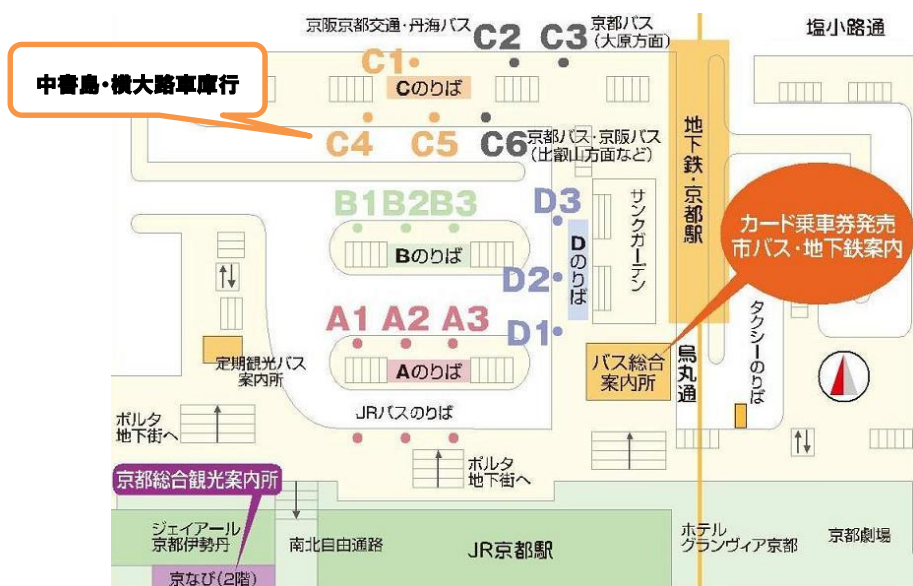 京阪京都交通・丹海バス
C2
C3
京都バス
(大原方面)
塩小路通
中書島・横大路車庫行
C1
Cのりば
C4
C5
C6
京都バス・京阪バス
(比叡山方面など)
地下鉄・京都駅
カード乗車券発売
市バス・地下鉄案内
B1
B2
B3
Bのりば
D3
D2
D1
Dのりば
サンクガーデン
A1
A2
A3
Aのりば
定期観光バス
案内所
バス総合
案内所
烏丸通
タクシーのりば
JRバスのりば
ポルタ
地下街へ
ポルタ
地下街へ
京都総合観光案内所
ジェイアール
京都伊勢丹
南北自由通路
JR京都駅
ホテル
グランヴィア京都
京都劇場
京なび(2階)